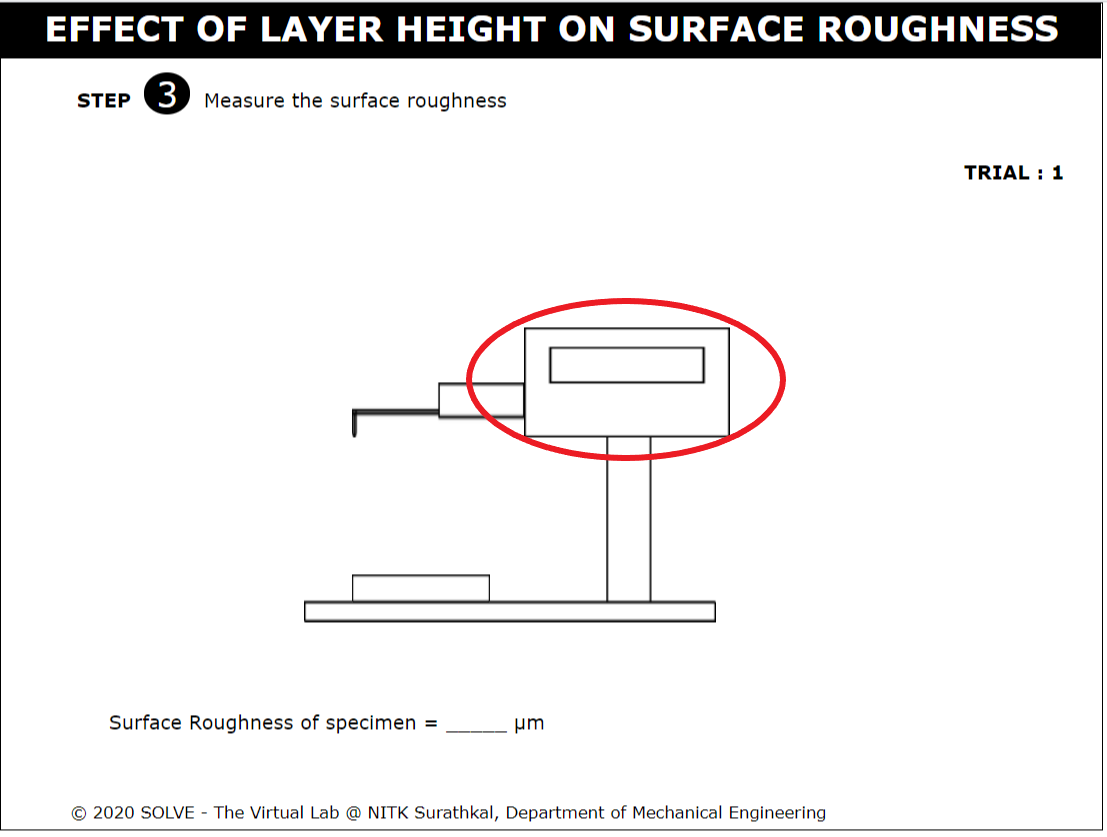 EFFECT OF LAYER HEIGHT ON SURFACE ROUGHNESS
STEP 3 Measure the surface roughness
TRIAL : 1
Surface Roughness of specimen = _____ μm
© 2020 SOLVE - The Virtual Lab @ NITK Surathkal, Department of Mechanical Engineering